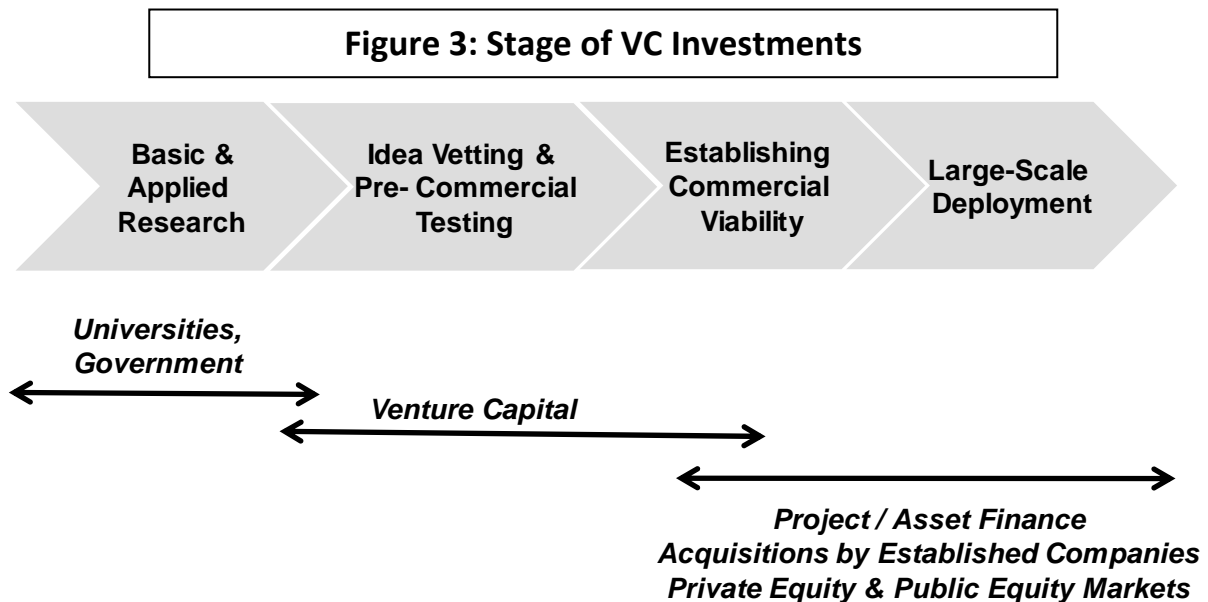 Figure 3: Stage of VC Investments
Basic &
Applied
Research
Idea Vetting &
Pre- Commercial
Testing
Establishing
Commercial
Viability
Large-Scale
Deployment
Universities,
Government
Venture Capital
Project / Asset Finance
Acquisitions by Established Companies
Private Equity & Public Equity Markets